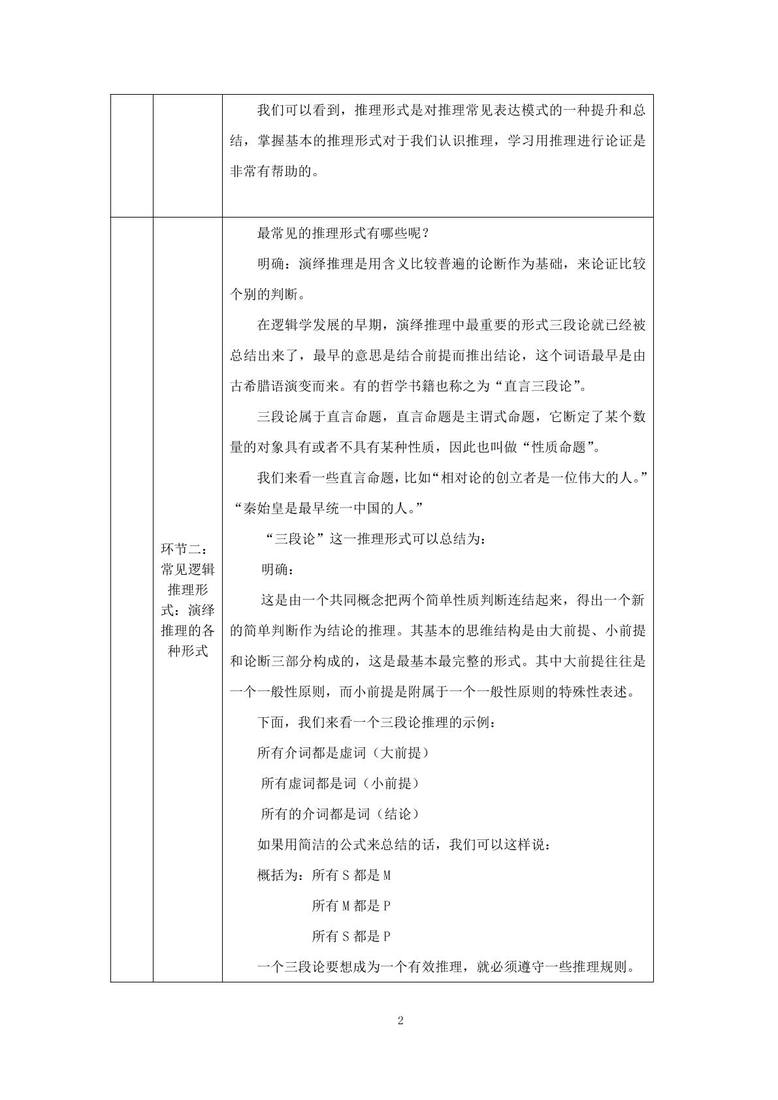 我们可以看到，推理形式是对推理常见表达模式的一种提升和总
结，掌握基本的推理形式对于我们认识推理，学习用推理进行论证是
非常有帮助的。
环节二：
常见逻辑
推理形
式：演绎
推理的各
种形式
最常见的推理形式有哪些呢？
明确：演绎推理是用含义比较普遍的论断作为基础，来论证比较
个别的判断。
在逻辑学发展的早期，演绎推理中最重要的形式三段论就已经被
总结出来了，最早的意思是结合前提而推出结论，这个词语最早是由
古希腊语演变而来。有的哲学书籍也称之为“直言三段论”。
三段论属于直言命题，直言命题是主谓式命题，它断定了某个数
量的对象具有或者不具有某种性质，因此也叫做“性质命题”。
我们来看一些直言命题，比如“相对论的创立者是一位伟大的人。”
“秦始皇是最早统一中国的人。”
“三段论”这一推理形式可以总结为：
明确：
这是由一个共同概念把两个简单性质判断连结起来，得出一个新
的简单判断作为结论的推理。其基本的思维结构是由大前提、小前提
和论断三部分构成的，这是最基本最完整的形式。其中大前提往往是
一个一般性原则，而小前提是附属于一个一般性原则的特殊性表述。
下面，我们来看一个三段论推理的示例：
所有介词都是虚词（大前提）
所有虚词都是词（小前提）
所有的介词都是词（结论）
如果用简洁的公式来总结的话，我们可以这样说：
概括为：所有 S 都是 M
所有 M 都是 P
所有 S 都是 P
一个三段论要想成为一个有效推理，就必须遵守一些推理规则。
2